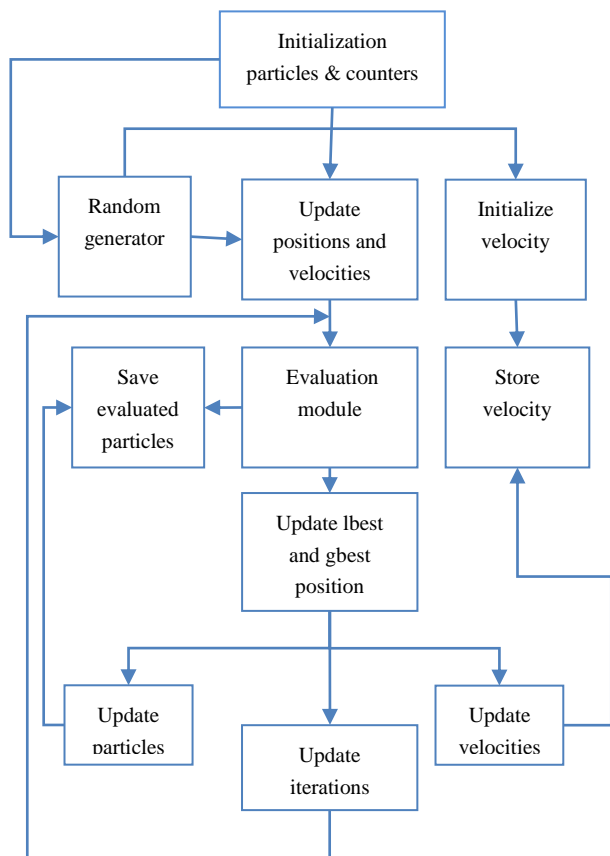 Initialization
particles & counters
Random
generator
Update
positions and
velocities
Initialize
velocity
Save
evaluated
particles
Evaluation
module
Store
velocity
Update lbest
and gbest
position
Update
particles
Update
iterations
Update
velocities